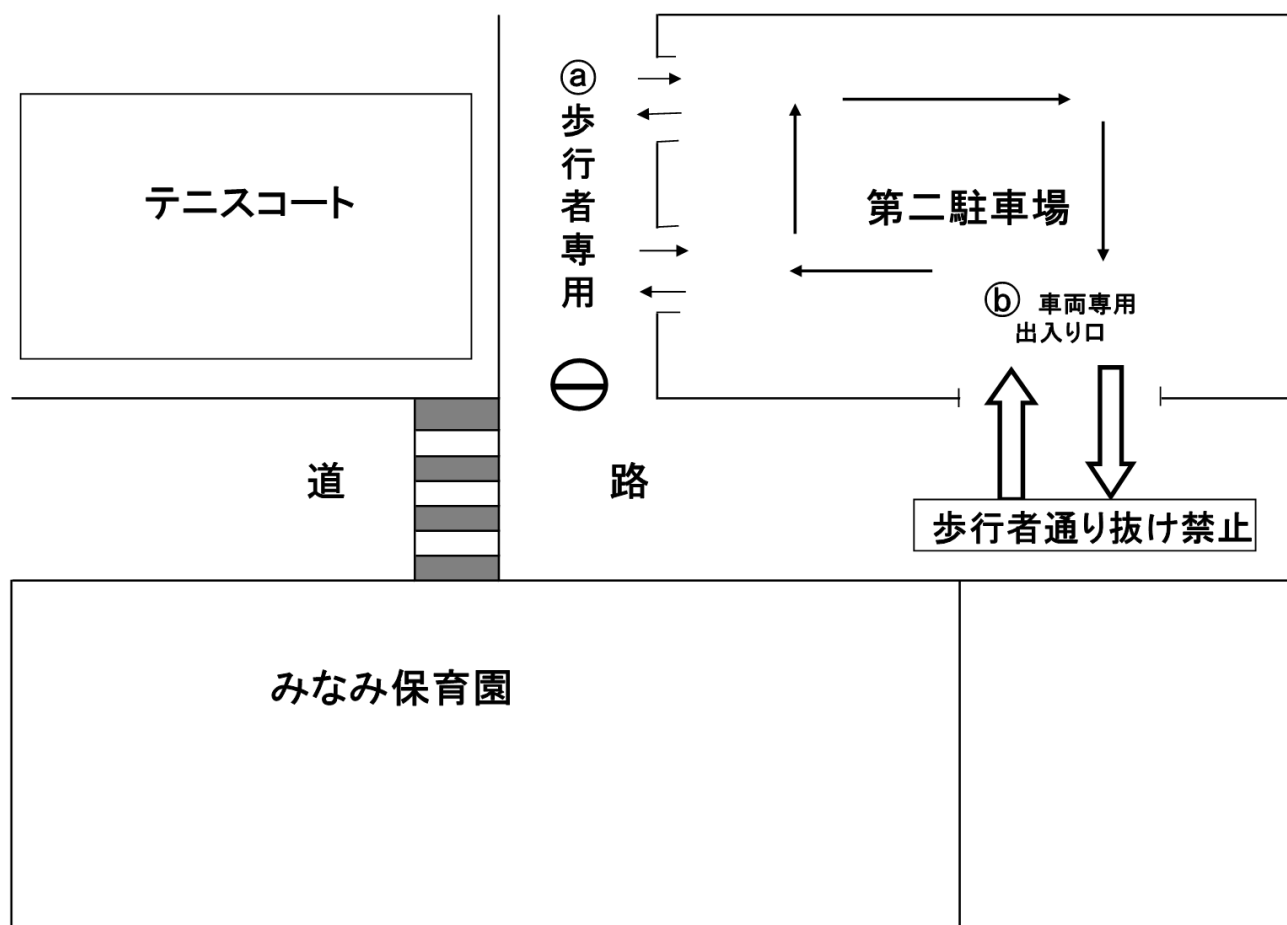 ⓐ歩行者専用
テニスコート
第二駐車場
ⓑ 車両専用
出入り口
道路
歩行者通り抜け禁止
みなみ保育園